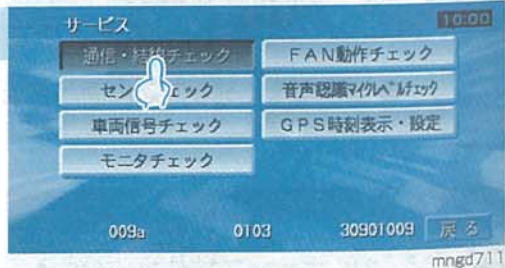 サービス 10:00
通信・結線チェック FAN動作チェック
セン ェック 音声認識マイクレベルチェック
車両信号チェック GPS時刻表示・設定
モニタチェック
009a 0103 30901009 戻る
mngd711